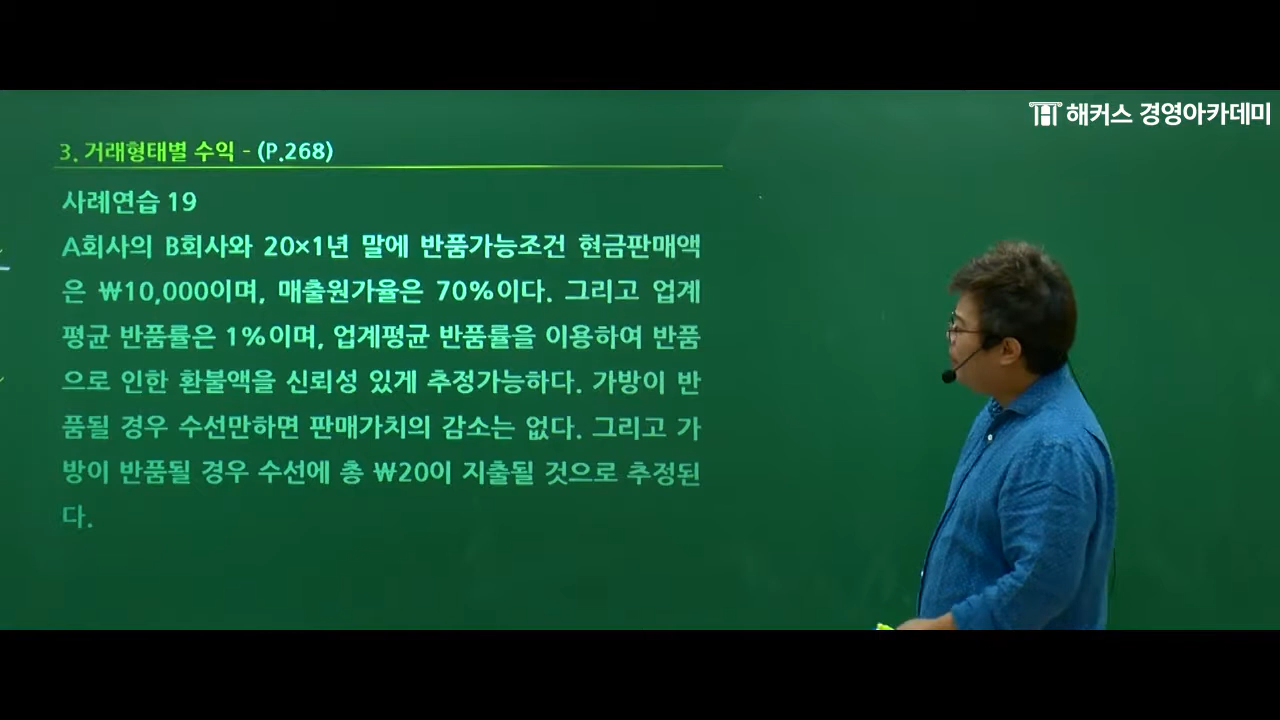 해커스 경영아카데미
3. 거래형태별 수익 - (P.268)
사례연습 19
A회사의 B회사와 20×1년 말에 반품가능조건 현금판매액
은 ₩10,000이며, 매출원가율은 70%이다. 그리고 업계
평균 반품률은 1%이며, 업계평균 반품률을 이용하여 반품
으로 인한 환불액을 신뢰성 있게 추정가능하다. 가방이 반
품될 경우 수선만하면 판매가치의 감소는 없다. 그리고 가
방이 반품될 경우 수선에 총 ₩20이 지출될 것으로 추정된
다.